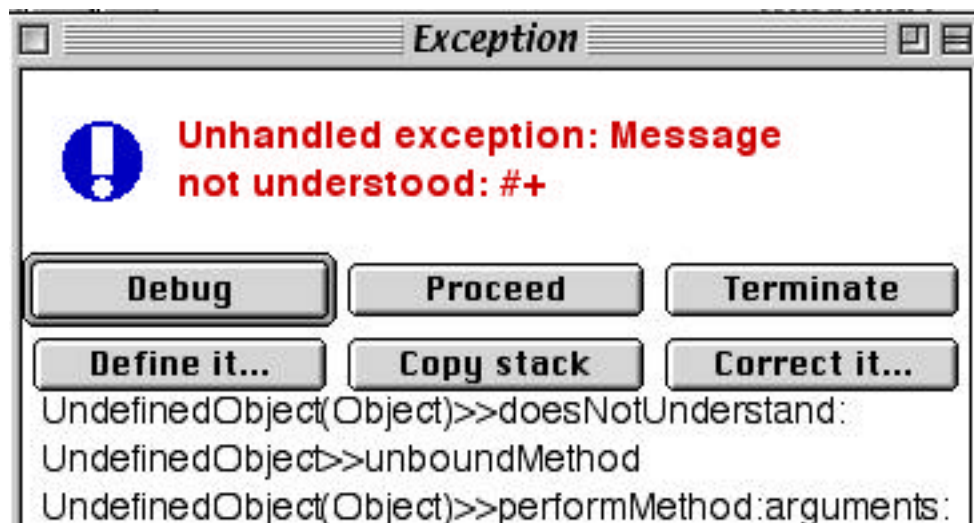 Exception
Unhandled exception: Message
not understood: #+
Debug Proceed Terminate
Define it... Copy stack Correct it...
UndefinedObject(Object)>>doesNotUnderstand:
UndefinedObject>>unboundMethod
UndefinedObject(Object)>>performMethod:arguments: